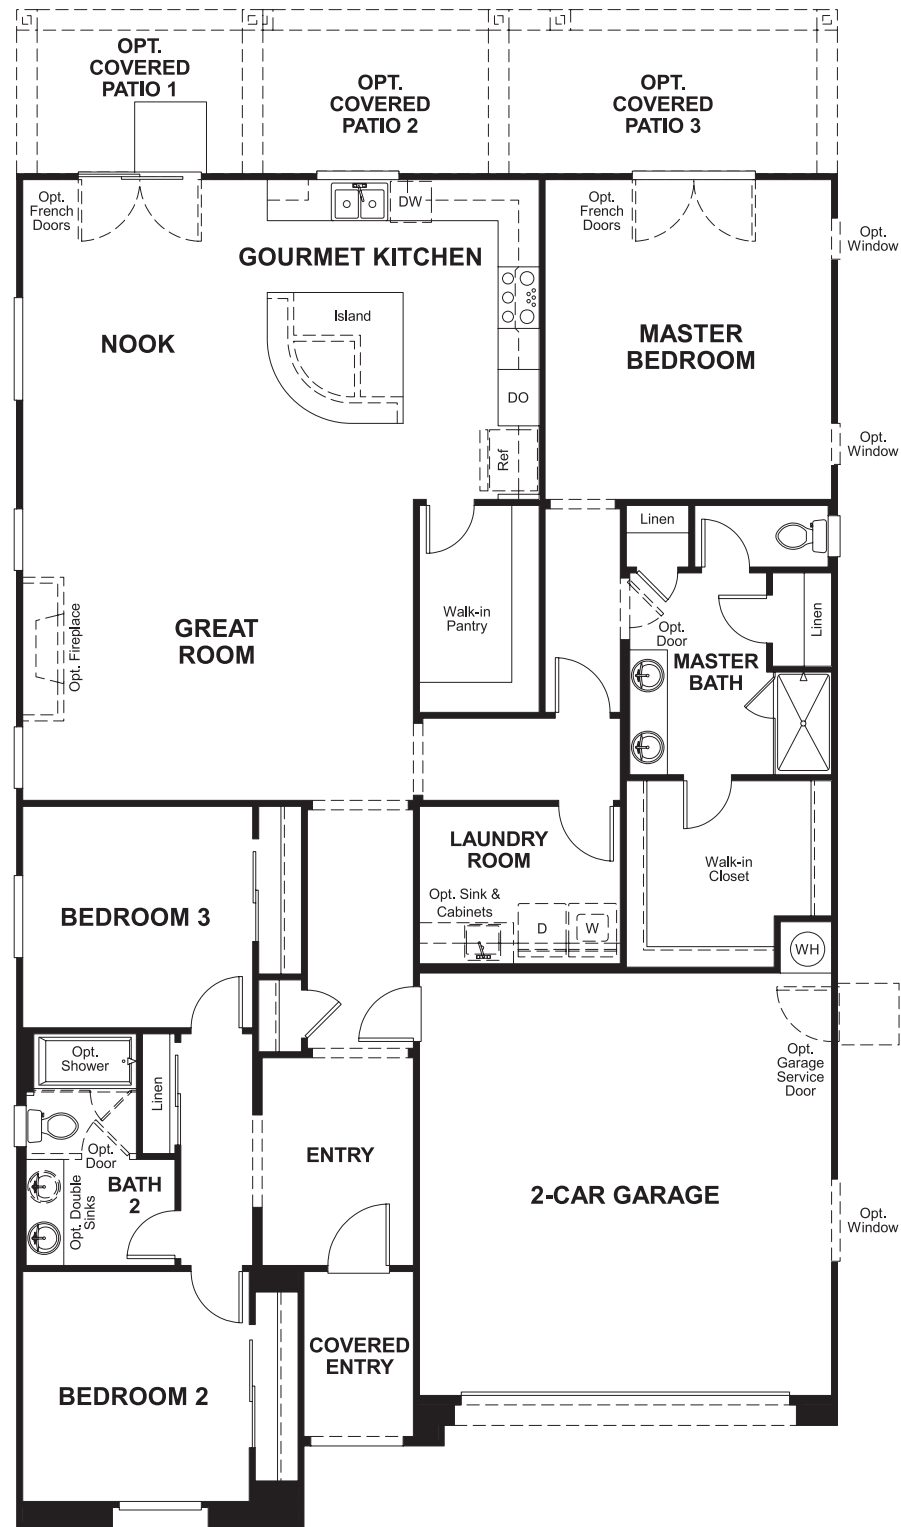 OPT.
COVERED
PATIO 1
OPT.
COVERED
PATIO 2
OPT.
COVERED
PATIO 3
Opt.
French
Doors
DW
Opt.
French
Doors
Opt.
Window
GOURMET KITCHEN
Island
NOOK
MASTER
BEDROOM
DO
Opt.
Window
Ref
Linen
Walk-in
Pantry
Linen
Opt. Fireplace
GREAT
ROOM
Opt.
Door
MASTER
BATH
LAUNDRY
ROOM
Walk-in
Closet
Opt. Sink &
Cabinets
BEDROOM 3
D
W
WH
Opt.
Shower
Linen
Opt.
Garage
Service
Door
Opt.
Door
ENTRY
BATH
2
Opt. Double
Sinks
2-CAR GARAGE
Opt.
Window
COVERED
ENTRY
BEDROOM 2